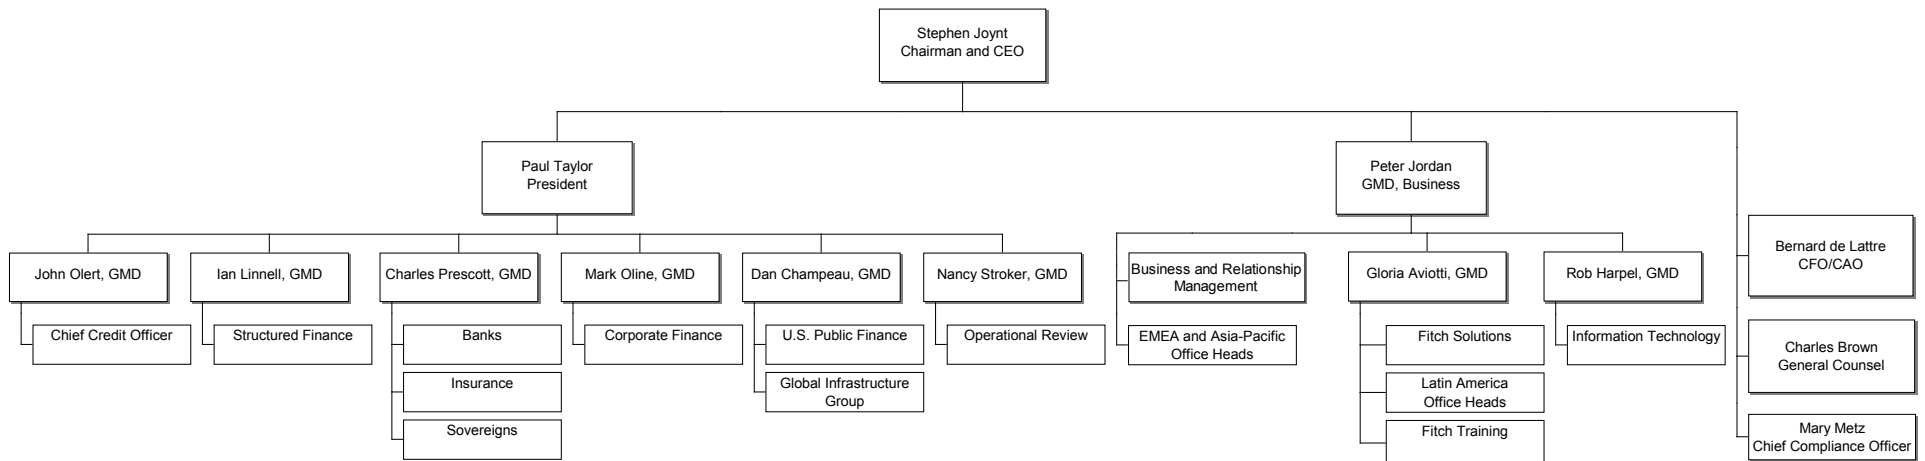 Stephen Joynt
Chairman and CEO
Paul Taylor
President
Peter Jordan
GMD, Business
John Olert, GMD
Chief Credit Officer
Ian Linnell, GMD
Structured Finance
Charles Prescott, GMD
Banks
Insurance
Sovereigns
Mark Oline, GMD
Corporate Finance
Dan Champeau, GMD
U.S. Public Finance
Global Infrastructure
Group
Nancy Stroker, GMD
Operational Review
Business and Relationship
Management
EMEA and Asia-Pacific
Office Heads
Gloria Aviotti, GMD
Fitch Solutions
Latin America
Office Heads
Fitch Training
Rob Harpel, GMD
Information Technology
Bernard de Lattre
CFO/CAO
Charles Brown
General Counsel
Mary Metz
Chief Compliance Officer